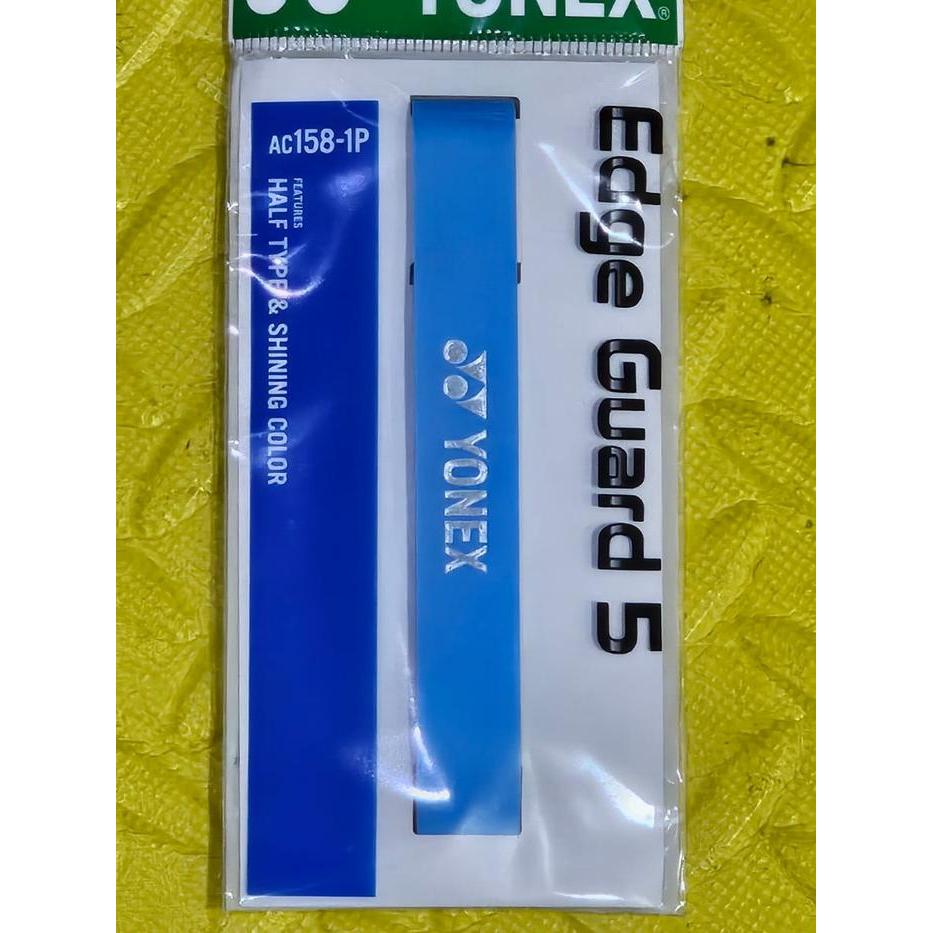 YONEX®
AC158-1P
FEATURES
HALF TYPE & SHINING COLOR
YONEX
Edge Guard 5